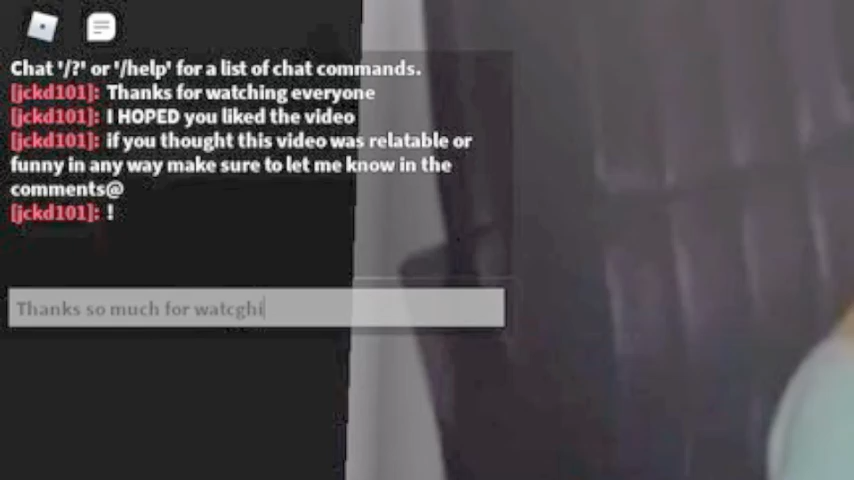 Chat '/?' or '/help' for a list of chat commands.
[jckd101]: Thanks for watching everyone
[jckd101]: I HOPED you liked the video
[jckd101]: if you thought this video was relatable or
funny in any way make sure to let me know in the
comments@
[jckd101]: !
Thanks so much for watcghi